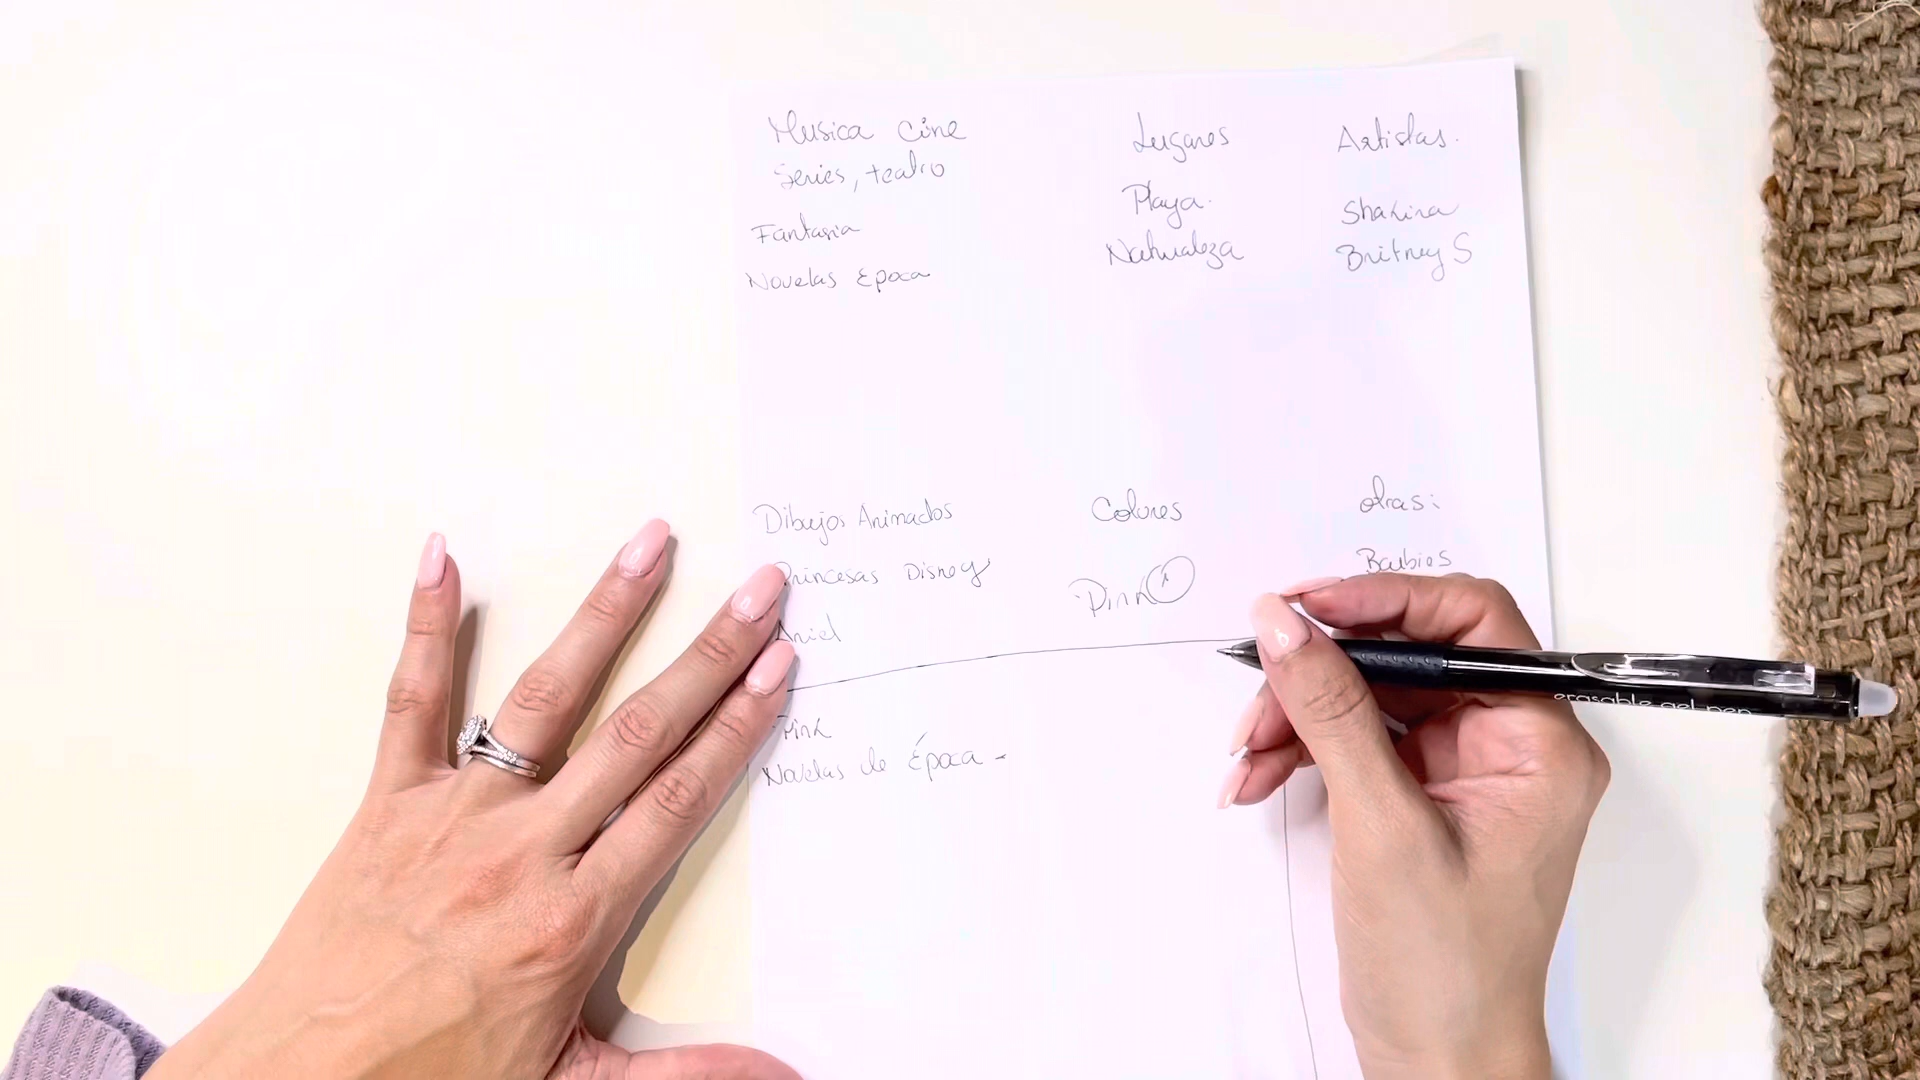 Musica Cine
Series, teatro
Fantasia
Novelas Epoca
Lugares
Playa.
Naturaleza
Artistas.
Shakira
Britney S
Dibujos Animados
Princesas Disney
Ariel
Colores
Pink
otras:
Barbies
Pink
Novelas de Época -
erasable gel pen